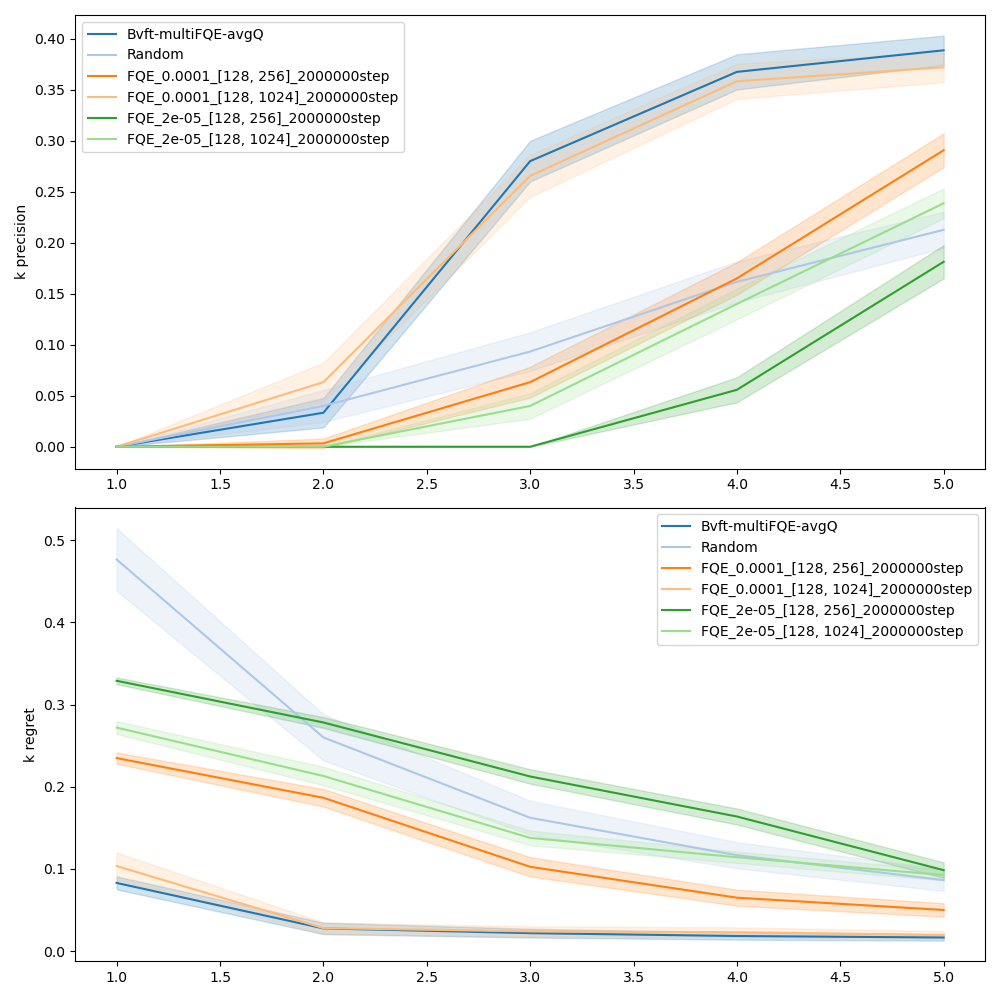 Bvft-multiFQE-avgQ
Random
FQE_0.0001_[128, 256]_2000000step
FQE_0.0001_[128, 1024]_2000000step
FQE_2e-05_[128, 256]_2000000step
FQE_2e-05_[128, 1024]_2000000step
k precision
0.40
0.35
0.30
0.25
0.20
0.15
0.10
0.05
0.00
1.0 1.5 2.0 2.5 3.0 3.5 4.0 4.5 5.0
Bvft-multiFQE-avgQ
Random
FQE_0.0001_[128, 256]_2000000step
FQE_0.0001_[128, 1024]_2000000step
FQE_2e-05_[128, 256]_2000000step
FQE_2e-05_[128, 1024]_2000000step
k regret
0.5
0.4
0.3
0.2
0.1
0.0
1.0 1.5 2.0 2.5 3.0 3.5 4.0 4.5 5.0